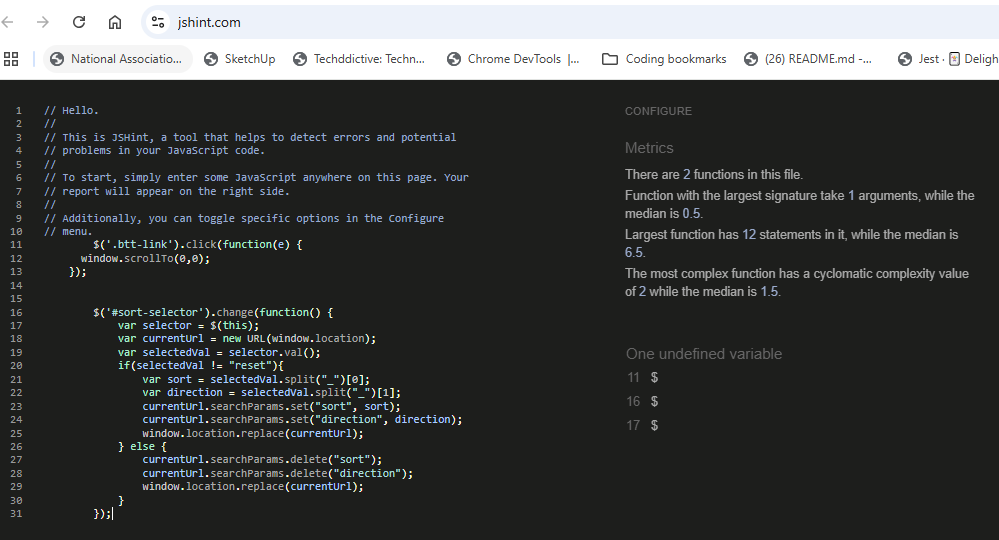 jshint.com
National Associatio...
SketchUp
Techddictive: Techn...
Chrome DevTools |...
Coding bookmarks
(26) README.md -...
Jest · 🃏 Deligh
1 // Hello.
2 //
3 // This is JSHint, a tool that helps to detect errors and potential
4 // problems in your JavaScript code.
5 //
6 // To start, simply enter some JavaScript anywhere on this page. Your
7 // report will appear on the right side.
8 //
9 // Additionally, you can toggle specific options in the Configure
10 // menu.
11         $('.btt-link').click(function(e) {
12       window.scrollTo(0,0);
13     });
14
15
16         $('#sort-selector').change(function() {
17             var selector = $(this);
18             var currentUrl = new URL(window.location);
19             var selectedVal = selector.val();
20             if(selectedVal != "reset"){
21                 var sort = selectedVal.split("_")[0];
22                 var direction = selectedVal.split("_")[1];
23                 currentUrl.searchParams.set("sort", sort);
24                 currentUrl.searchParams.set("direction", direction);
25                 window.location.replace(currentUrl);
26             } else {
27                 currentUrl.searchParams.delete("sort");
28                 currentUrl.searchParams.delete("direction");
29                 window.location.replace(currentUrl);
30             }
31         });
CONFIGURE
Metrics
There are 2 functions in this file.
Function with the largest signature take 1 arguments, while the
median is 0.5.
Largest function has 12 statements in it, while the median is
6.5.
The most complex function has a cyclomatic complexity value
of 2 while the median is 1.5.
One undefined variable
11 $
16 $
17 $